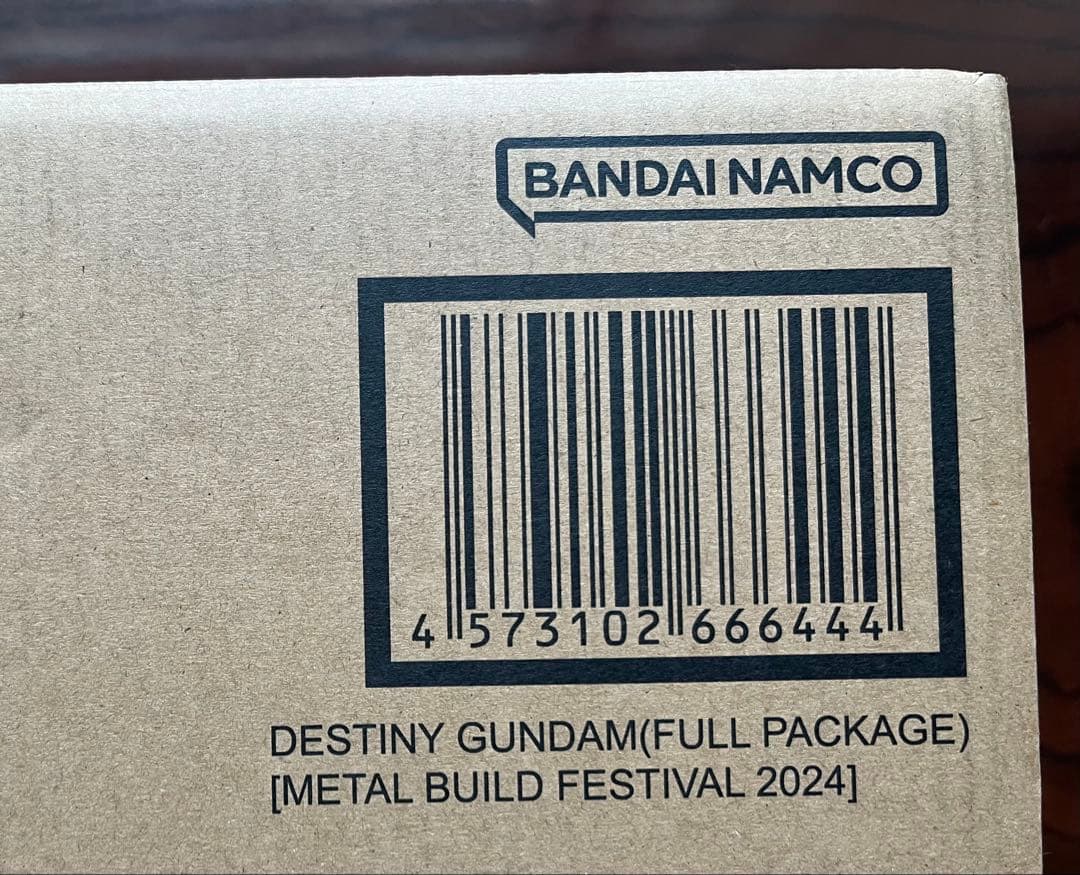 BANDAI NAMCO
4 573102 666444
DESTINY GUNDAM(FULL PACKAGE)
[METAL BUILD FESTIVAL 2024]